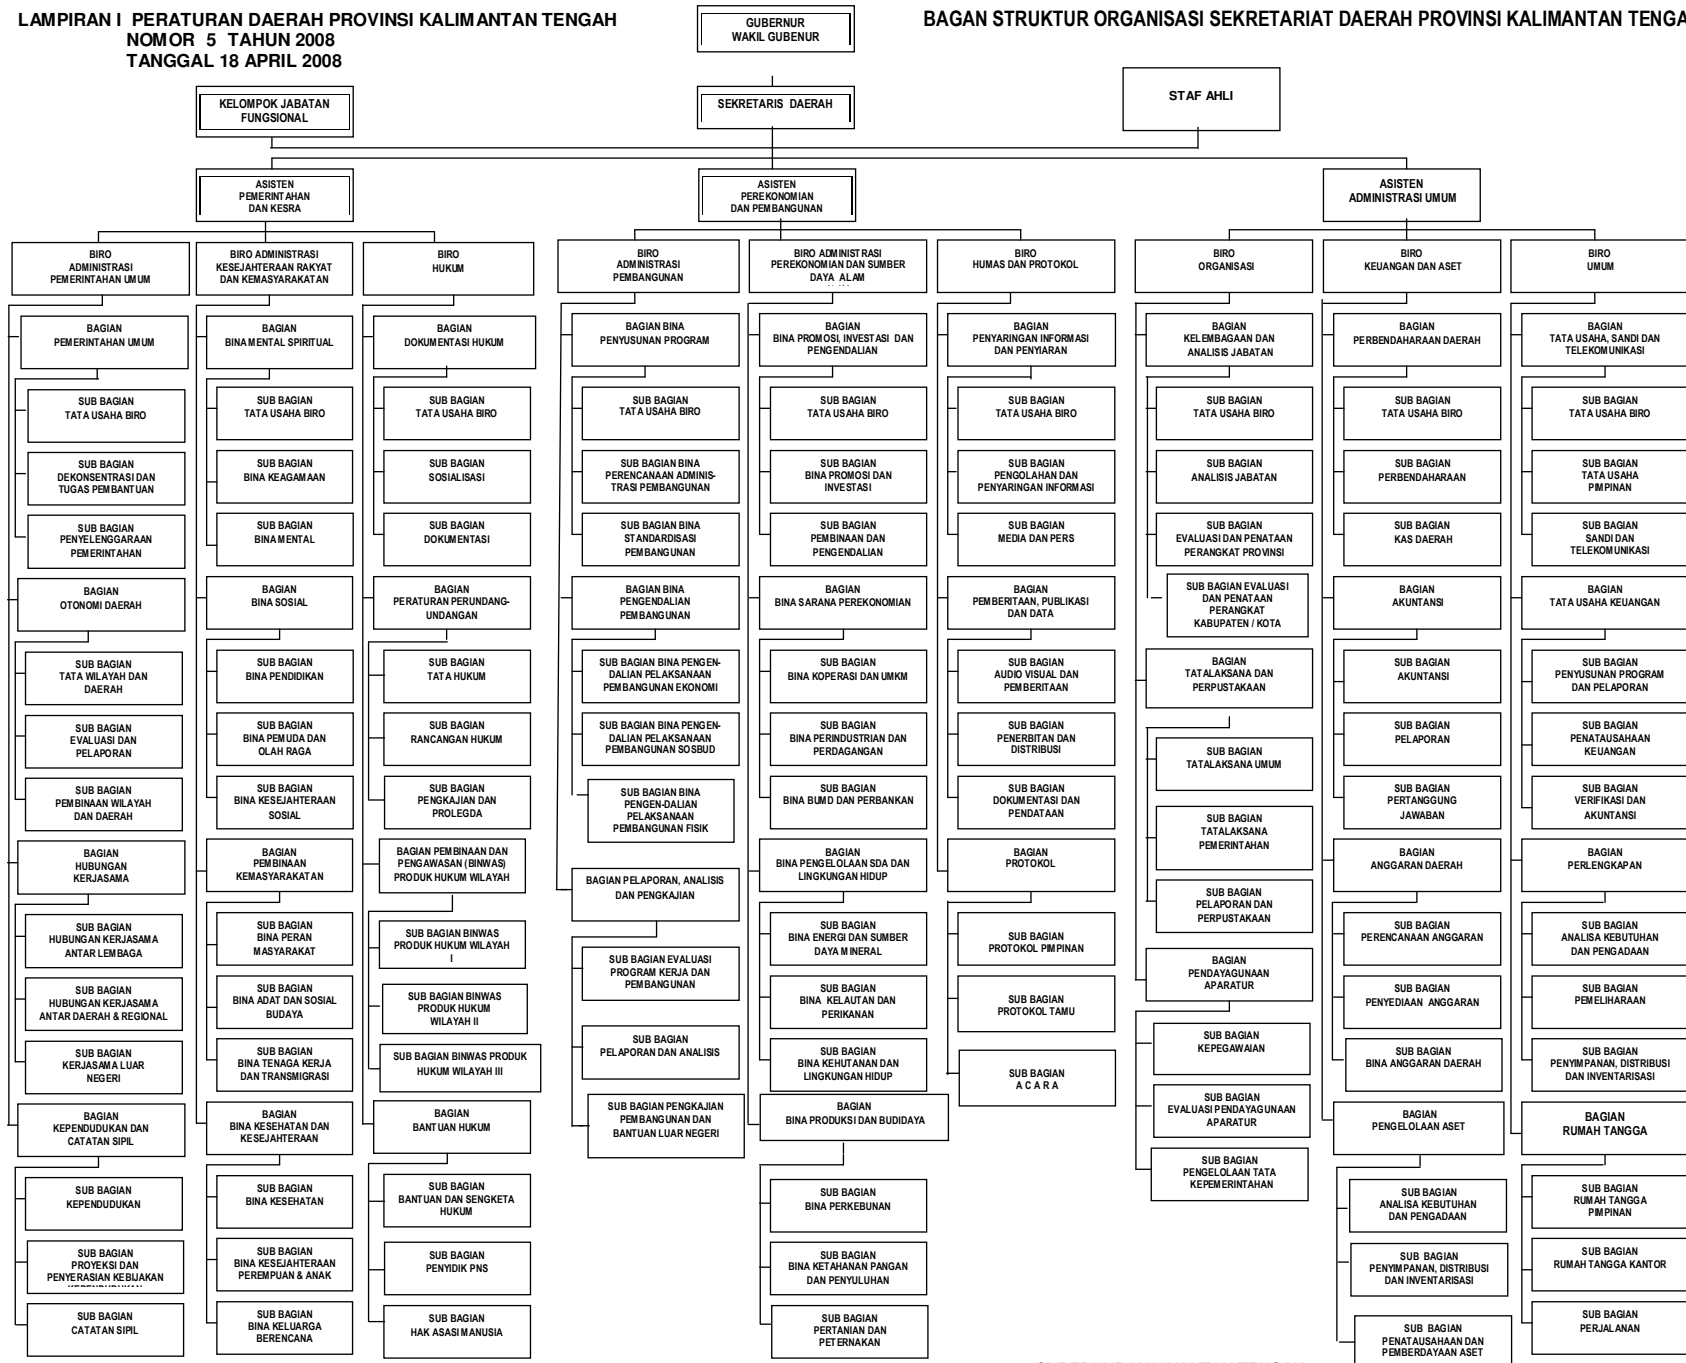 LAMPIRAN I PERATURAN DAERAH PROVINSI KALIMANTAN TENGAH
NOMOR 5 TAHUN 2008
TANGGAL 18 APRIL 2008
GUBERNUR
WAKIL GUBENUR
BAGAN STRUKTUR ORGANISASI SEKRETARIAT DAERAH PROVINSI KALIMANTAN TENGA
KELOMPOK JABATAN
FUNGSIONAL
SEKRETARIS DAERAH
STAF AHLI
ASISTEN
PEMERINTAHAN
DAN KESRA
ASISTEN
PEREKONOMIAN
DAN PEMBANGUNAN
ASISTEN
ADMINISTRASI UMUM
BIRO
ADMINISTRASI
PEMERINTAHAN UMUM
BAGIAN
PEMERINTAHAN UMUM
SUB BAGIAN
TATA USAHA BIRO
SUB BAGIAN
DEKONSENTRASI DAN
TUGAS PEMBANTUAN
SUB BAGIAN
PENYELENGGARAAN
PEMERINTAHAN
BAGIAN
OTONOMI DAERAH
SUB BAGIAN
TATA WILAYAH DAN
DAERAH
SUB BAGIAN
EVALUASI DAN
PELAPORAN
SUB BAGIAN
PEMBINAAN WILAYAH
DAN DAERAH
BAGIAN
HUBUNGAN
KERJASAMA
SUB BAGIAN
HUBUNGAN KERJASAMA
ANTAR LEMBAGA
SUB BAGIAN
HUBUNGAN KERJASAMA
ANTAR DAERAH & REGIONAL
SUB BAGIAN
KERJASAMA LUAR
NEGERI
BAGIAN
KEPENDUDUKAN DAN
CATATAN SIPIL
SUB BAGIAN
KEPENDUDUKAN
SUB BAGIAN
PROYEKSI DAN
PENYERASIAN KEBIJAKAN
SUB BAGIAN
CATATAN SIPIL
BIRO ADMINISTRASI
KESEJAHTERAAN RAKYAT
DAN KEMASYARAKATAN
BAGIAN
BINA MENTAL SPIRITUAL
SUB BAGIAN
TATA USAHA BIRO
SUB BAGIAN
BINA KEAGAMAAN
SUB BAGIAN
BINA MENTAL
BAGIAN
BINA SOSIAL
SUB BAGIAN
BINA PENDIDIKAN
SUB BAGIAN
BINA PEMUDA DAN
OLAH RAGA
SUB BAGIAN
BINA KESEJAHTERAAN
SOSIAL
BAGIAN
PEMBINAAN
KEMASYARAKATAN
SUB BAGIAN
BINA PERAN
MASYARAKAT
SUB BAGIAN
BINA ADAT DAN SOSIAL
BUDAYA
SUB BAGIAN
BINA TENAGA KERJA
DAN TRANSMIGRASI
BAGIAN
BINA KESEHATAN DAN
KESEJAHTERAAN
SUB BAGIAN
BINA KESEHATAN
SUB BAGIAN
BINA KESEJAHTERAAN
PEREMPUAN & ANAK
SUB BAGIAN
BINA KELUARGA
BERENCANA
BIRO
HUKUM
BAGIAN
DOKUMENTASI HUKUM
SUB BAGIAN
TATA USAHA BIRO
SUB BAGIAN
SOSIALISASI
SUB BAGIAN
DOKUMENTASI
BAGIAN
PERATURAN PERUNDANG-
UNDANGAN
SUB BAGIAN
TATA HUKUM
SUB BAGIAN
RANCANGAN HUKUM
SUB BAGIAN
PENGKAJIAN DAN
PROLEGDA
BAGIAN PEMBINAAN DAN
PENGAWASAN (BINWAS)
PRODUK HUKUM WILAYAH
SUB BAGIAN BINWAS
PRODUK HUKUM WILAYAH
I
SUB BAGIAN BINWAS
PRODUK HUKUM
WILAYAH II
SUB BAGIAN BINWAS PRODUK
HUKUM WILAYAH III
BAGIAN
BANTUAN HUKUM
SUB BAGIAN
BANTUAN DAN SENGKETA
HUKUM
SUB BAGIAN
PENYIDIK PNS
SUB BAGIAN
HAK ASASI MANUSIA
BIRO
ADMINISTRASI
PEMBANGUNAN
BAGIAN BINA
PENYUSUNAN PROGRAM
SUB BAGIAN
TATA USAHA BIRO
SUB BAGIAN BINA
PERENCANAAN ADMINIS-
TRASI PEMBANGUNAN
SUB BAGIAN BINA
STANDARDISASI
PEMBANGUNAN
BAGIAN BINA
PENGENDALIAN
PEMBANGUNAN
SUB BAGIAN BINA PENGEN-
DALIAN PELAKSANAAN
PEMBANGUNAN EKONOMI
SUB BAGIAN BINA PENGEN-
DALIAN PELAKSANAAN
PEMBANGUNAN SOSBUD
SUB BAGIAN BINA
PENGEN-DALIAN
PELAKSANAAN
PEMBANGUNAN FISIK
BAGIAN PELAPORAN, ANALISIS
DAN PENGKAJIAN
SUB BAGIAN EVALUASI
PROGRAM KERJA DAN
PEMBANGUNAN
SUB BAGIAN
PELAPORAN DAN ANALISIS
SUB BAGIAN PENGKAJIAN
PEMBANGUNAN DAN
BANTUAN LUAR NEGERI
BIRO ADMINISTRASI
PEREKONOMIAN DAN SUMBER
DAYA ALAM
BAGIAN
BINA PROMOSI, INVESTASI DAN
PENGENDALIAN
SUB BAGIAN
TATA USAHA BIRO
SUB BAGIAN
BINA PROMOSI DAN
INVESTASI
SUB BAGIAN
PEMBINAAN DAN
PENGENDALIAN
BAGIAN
BINA SARANA PEREKONOMIAN
SUB BAGIAN
BINA KOPERASI DAN UMKM
SUB BAGIAN
BINA PERINDUSTRIAN DAN
PERDAGANGAN
SUB BAGIAN
BINA BUMD DAN PERBANKAN
BAGIAN
BINA PENGELOLAAN SDA DAN
LINGKUNGAN HIDUP
SUB BAGIAN
BINA ENERGI DAN SUMBER
DAYA MINERAL
SUB BAGIAN
BINA KELAUTAN DAN
PERIKANAN
SUB BAGIAN
BINA KEHUTANAN DAN
LINGKUNGAN HIDUP
BAGIAN
BINA PRODUKSI DAN BUDIDAYA
SUB BAGIAN
BINA PERKEBUNAN
SUB BAGIAN
BINA KETAHANAN PANGAN
DAN PENYULUHAN
SUB BAGIAN
PERTANIAN DAN
PETERNAKAN
BIRO
HUMAS DAN PROTOKOL
BAGIAN
PENYARINGAN INFORMASI
DAN PENYIARAN
SUB BAGIAN
TATA USAHA BIRO
SUB BAGIAN
PENGOLAHAN DAN
PENYARINGAN INFORMASI
SUB BAGIAN
MEDIA DAN PERS
BAGIAN
PEMBERITAAN, PUBLIKASI
DAN DATA
SUB BAGIAN
AUDIO VISUAL DAN
PEMBERITAAN
SUB BAGIAN
PENERBITAN DAN
DISTRIBUSI
SUB BAGIAN
DOKUMENTASI DAN
PENDATAAN
BAGIAN
PROTOKOL
SUB BAGIAN
PROTOKOL PIMPINAN
SUB BAGIAN
PROTOKOL TAMU
SUB BAGIAN
A C A R A
BIRO
ORGANISASI
BAGIAN
KELEMBAGAAN DAN
ANALISIS JABATAN
SUB BAGIAN
TATA USAHA BIRO
SUB BAGIAN
ANALISIS JABATAN
SUB BAGIAN
EVALUASI DAN PENATAAN
PERANGKAT PROVINSI
SUB BAGIAN EVALUASI
DAN PENATAAN
PERANGKAT
KABUPATEN / KOTA
BAGIAN
TATALAKSANA DAN
PERPUSTAKAAN
SUB BAGIAN
TATALAKSANA UMUM
SUB BAGIAN
TATALAKSANA
PEMERINTAHAN
SUB BAGIAN
PELAPORAN DAN
PERPUSTAKAAN
BAGIAN
PENDAYAGUNAAN
APARATUR
SUB BAGIAN
KEPEGAWAIAN
SUB BAGIAN
EVALUASI PENDAYAGUNAAN
APARATUR
SUB BAGIAN
PENGELOLAAN TATA
KEPEMERINTAHAN
BIRO
KEUANGAN DAN ASET
BAGIAN
PERBENDAHARAAN DAERAH
SUB BAGIAN
TATA USAHA BIRO
SUB BAGIAN
PERBENDAHARAAN
SUB BAGIAN
KAS DAERAH
BAGIAN
AKUNTANSI
SUB BAGIAN
AKUNTANSI
SUB BAGIAN
PELAPORAN
SUB BAGIAN
PERTANGGUNG
JAWABAN
BAGIAN
ANGGARAN DAERAH
SUB BAGIAN
PERENCANAAN ANGGARAN
SUB BAGIAN
PENYEDIAAN ANGGARAN
SUB BAGIAN
BINA ANGGARAN DAERAH
BAGIAN
PENGELOLAAN ASET
SUB BAGIAN
ANALISA KEBUTUHAN
DAN PENGADAAN
SUB BAGIAN
PENYIMPANAN, DISTRIBUSI
DAN INVENTARISASI
SUB BAGIAN
PENATAUSAHAAN DAN
PEMBERDAYAAN ASET
BIRO
UMUM
BAGIAN
TATA USAHA, SANDI DAN
TELEKOMUNIKASI
SUB BAGIAN
TATA USAHA BIRO
SUB BAGIAN
TATA USAHA
PIMPINAN
SUB BAGIAN
SANDI DAN
TELEKOMUNIKASI
BAGIAN
TATA USAHA KEUANGAN
SUB BAGIAN
PENYUSUNAN PROGRAM
DAN PELAPORAN
SUB BAGIAN
PENATAUSAHAAN
KEUANGAN
SUB BAGIAN
VERIFIKASI DAN
AKUNTANSI
BAGIAN
PERLENGKAPAN
SUB BAGIAN
ANALISA KEBUTUHAN
DAN PENGADAAN
SUB BAGIAN
PEMELIHARAAN
SUB BAGIAN
PENYIMPANAN, DISTRIBUSI
DAN INVENTARISASI
BAGIAN
RUMAH TANGGA
SUB BAGIAN
RUMAH TANGGA
PIMPINAN
SUB BAGIAN
RUMAH TANGGA KANTOR
SUB BAGIAN
PERJALANAN